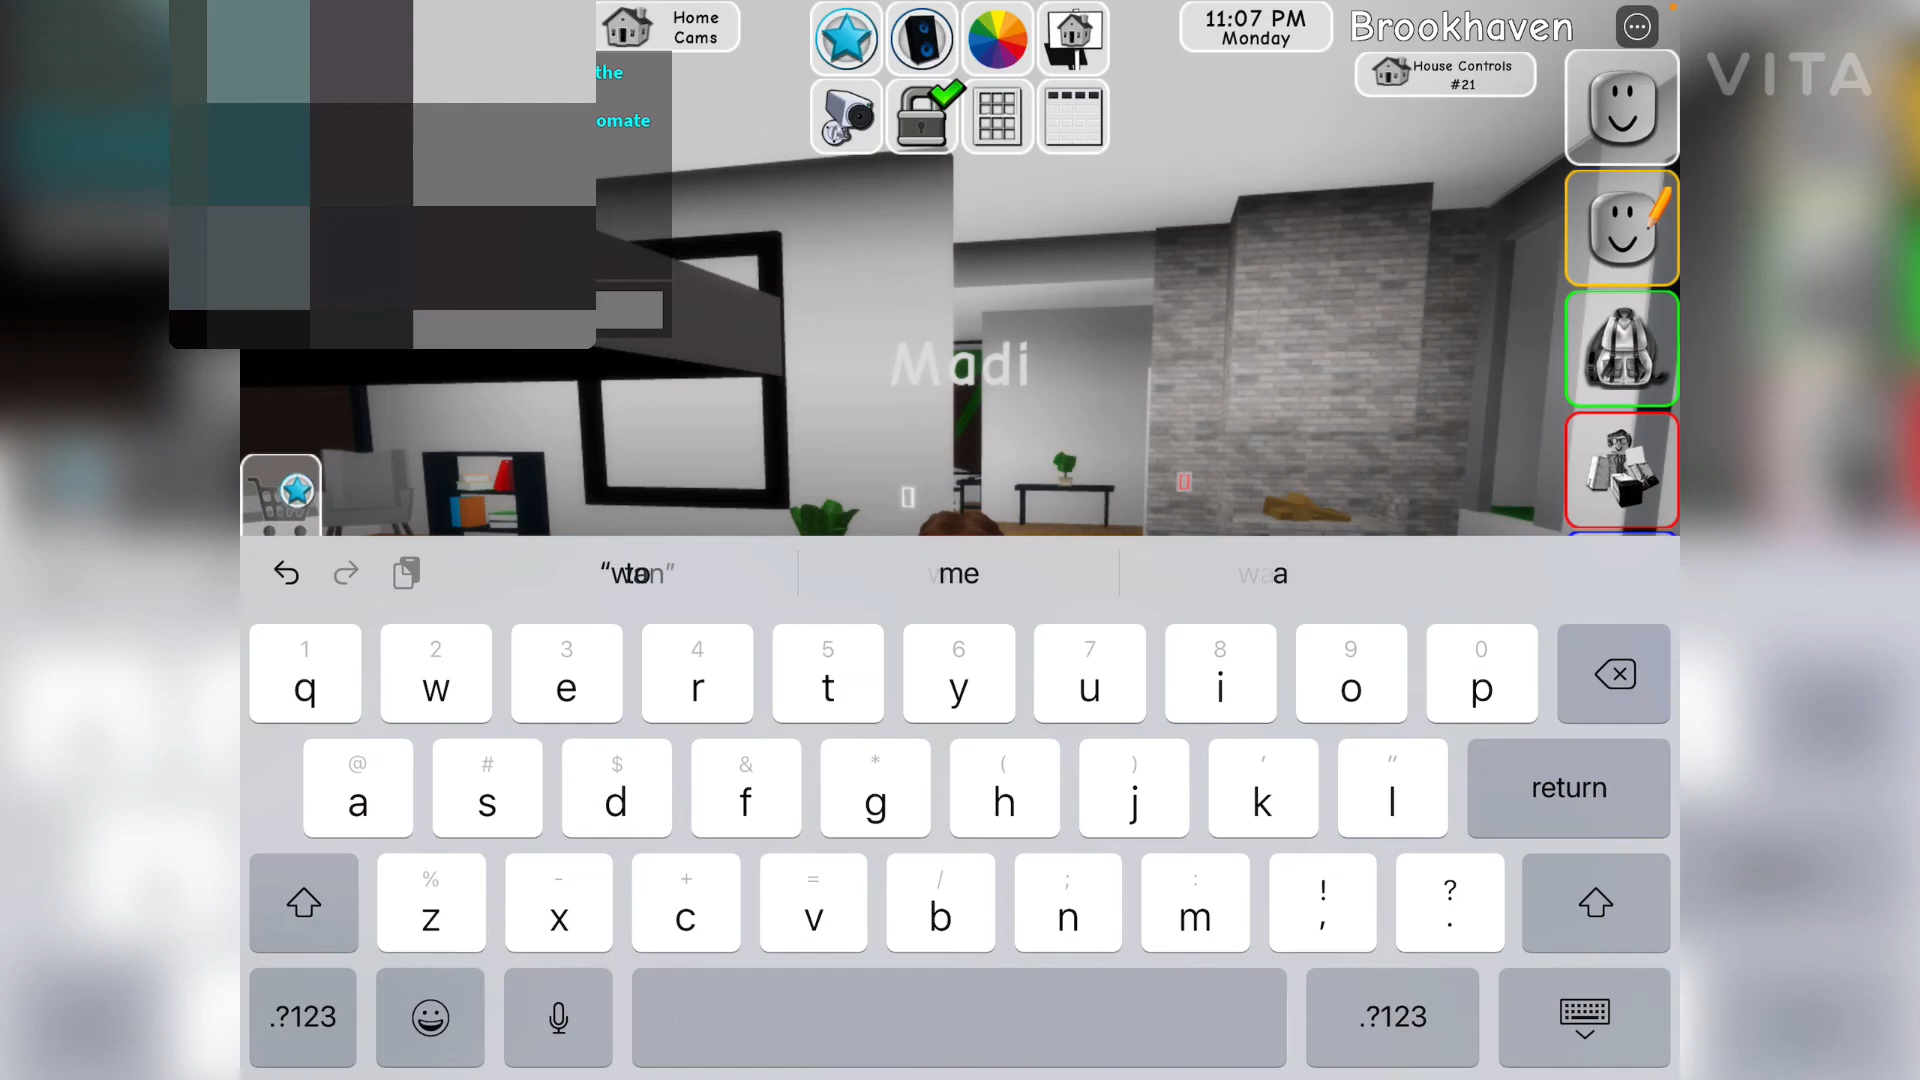 Home
Cams
11:07 PM
Monday
Brookhaven
House Controls
#21
VITA
the
omate
Madi
me
a
1 2 3 4 5 6 7 8 9 0
q w e r t y u i o p
@ # $ & * ( ) ' "
a s d f g h j k l return
% - + = / ; : ! ?
z x c v b n m , .
.?123 .?123